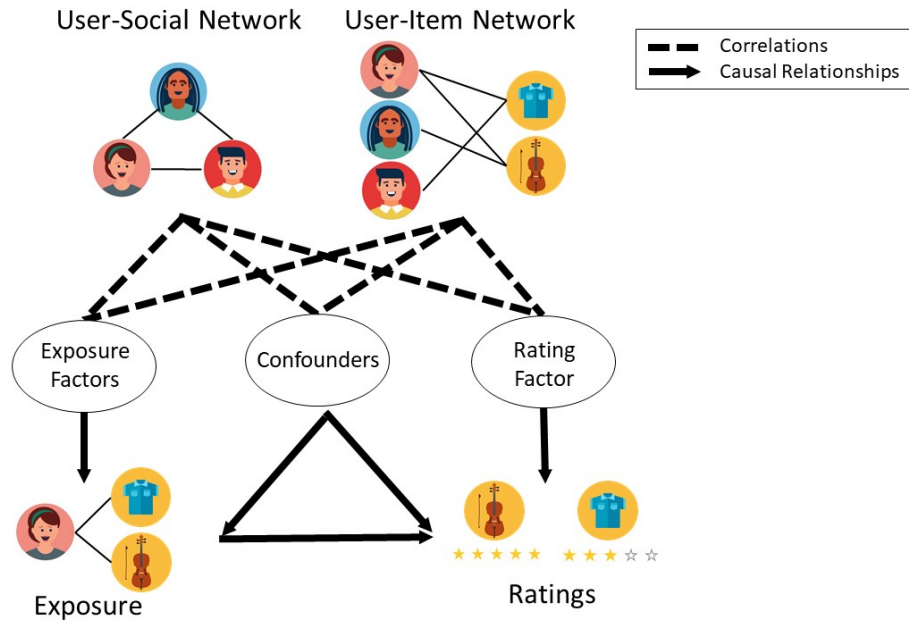 User-Social Network
User-Item Network
Correlations
Causal Relationships
Exposure
Factors
Confounders
Rating
Factor
Exposure
Ratings